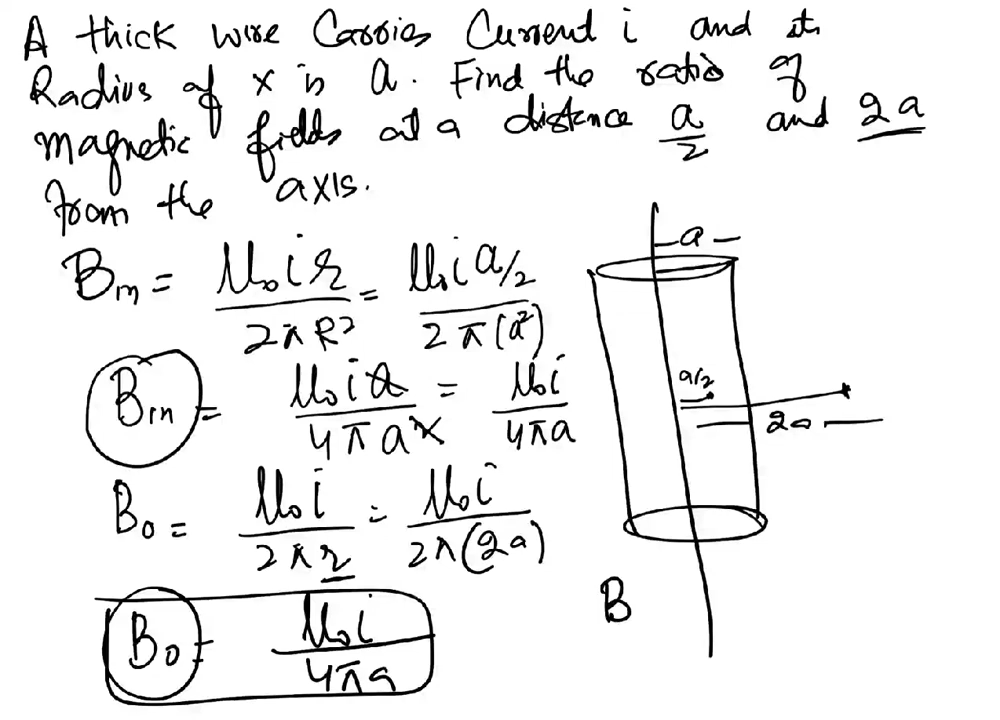 A thick wire Carries Current i and its
Radius of x is a. Find the ratio of
magnetic fields at a distance a/2 and 2a
from the axis.
Bin = μ₀ir/2πR² = μ₀ia/2/2π(a²)
Bin = μ₀ia/4πa² = μ₀i/4πa
B₀ = μ₀i/2πr = μ₀i/2π(2a)
B₀ = μ₀i/4πa
a
a/2
2a
B